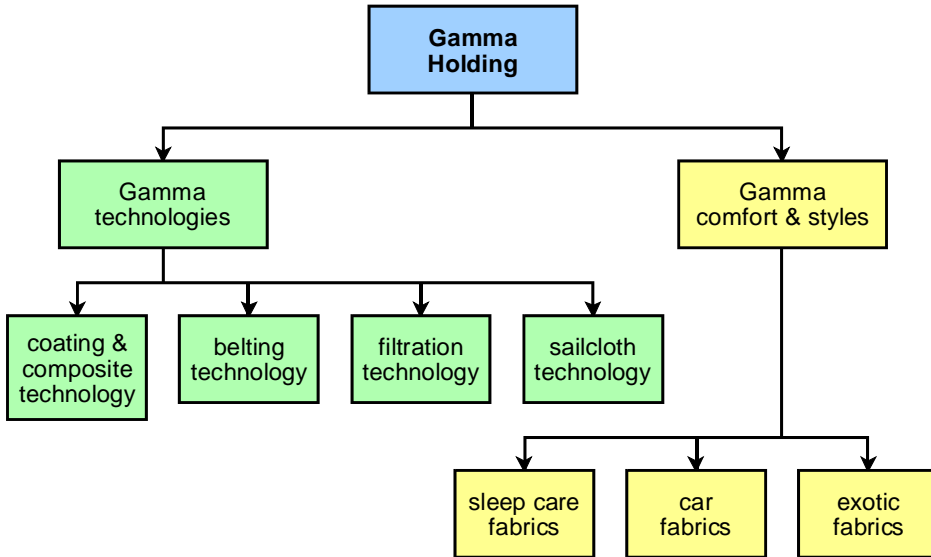 Gamma
Holding
Gamma
technologies
Gamma
comfort & styles
coating &
composite
technology
belting
technology
filtration
technology
sailcloth
technology
sleep care
fabrics
car
fabrics
exotic
fabrics